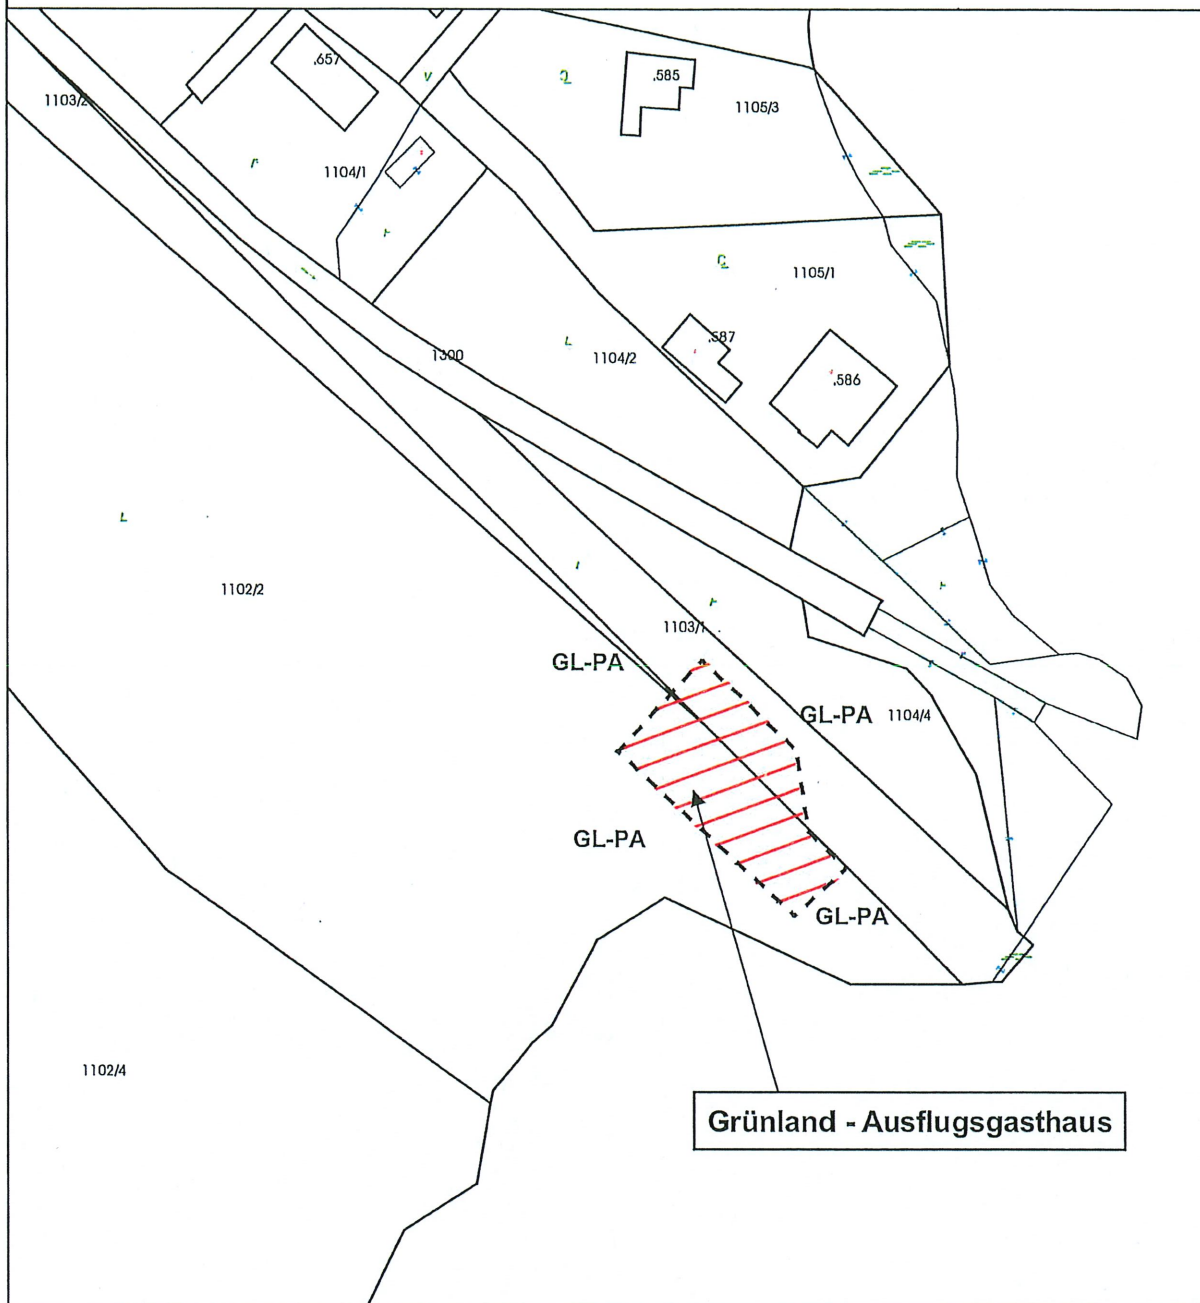 .657
.585
1103/2
1105/3
1104/1
1105/1
.587
1300
1104/2
.586
L
L
1102/2
1103/1
GL-PA
GL-PA
1104/4
GL-PA
GL-PA
1102/4
Grünland - Ausflugsgasthaus